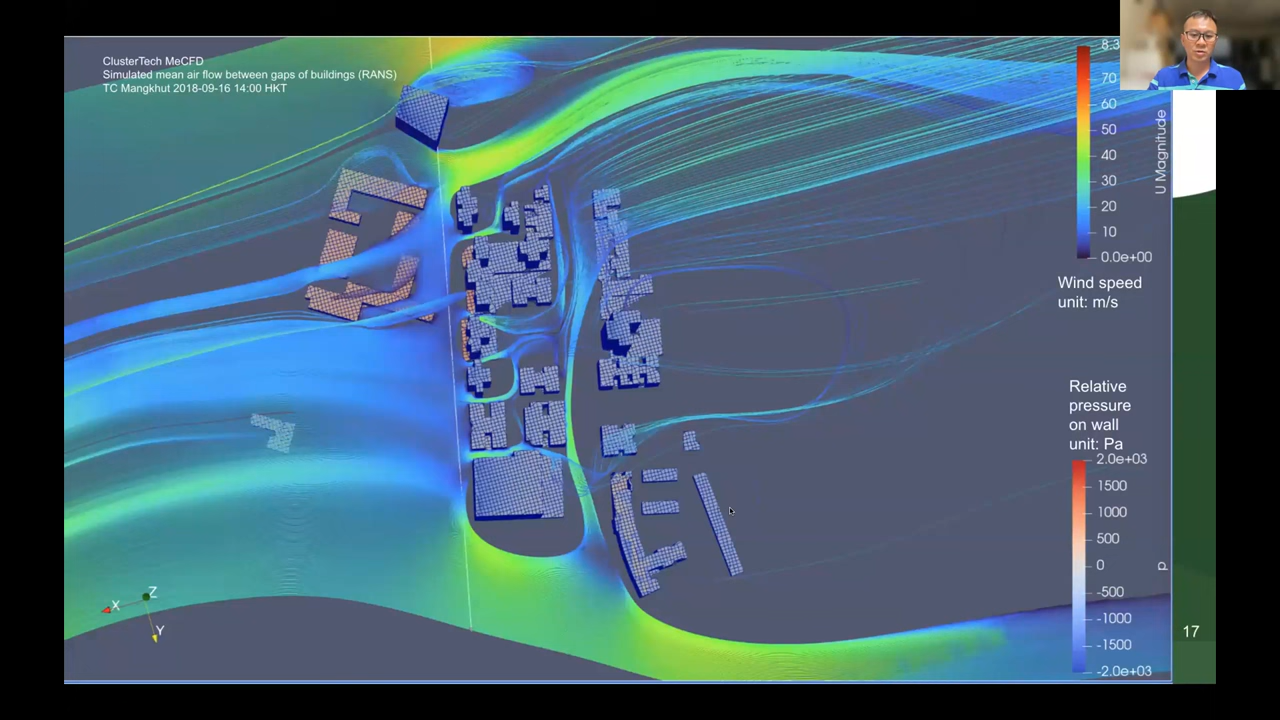 ClusterTech MeCFD
Simulated mean air flow between gaps of buildings (RANS)
TC Mangkhut 2018-09-16 14:00 HKT
8.3
70
60
50
40
30
20
10
0.0e+00
U Magnitude
Wind speed
unit: m/s
Relative
pressure
on wall
unit: Pa
2.0e+03
1500
1000
500
0
-500
-1000
-1500
-2.0e+03
p
X
Z
Y
17